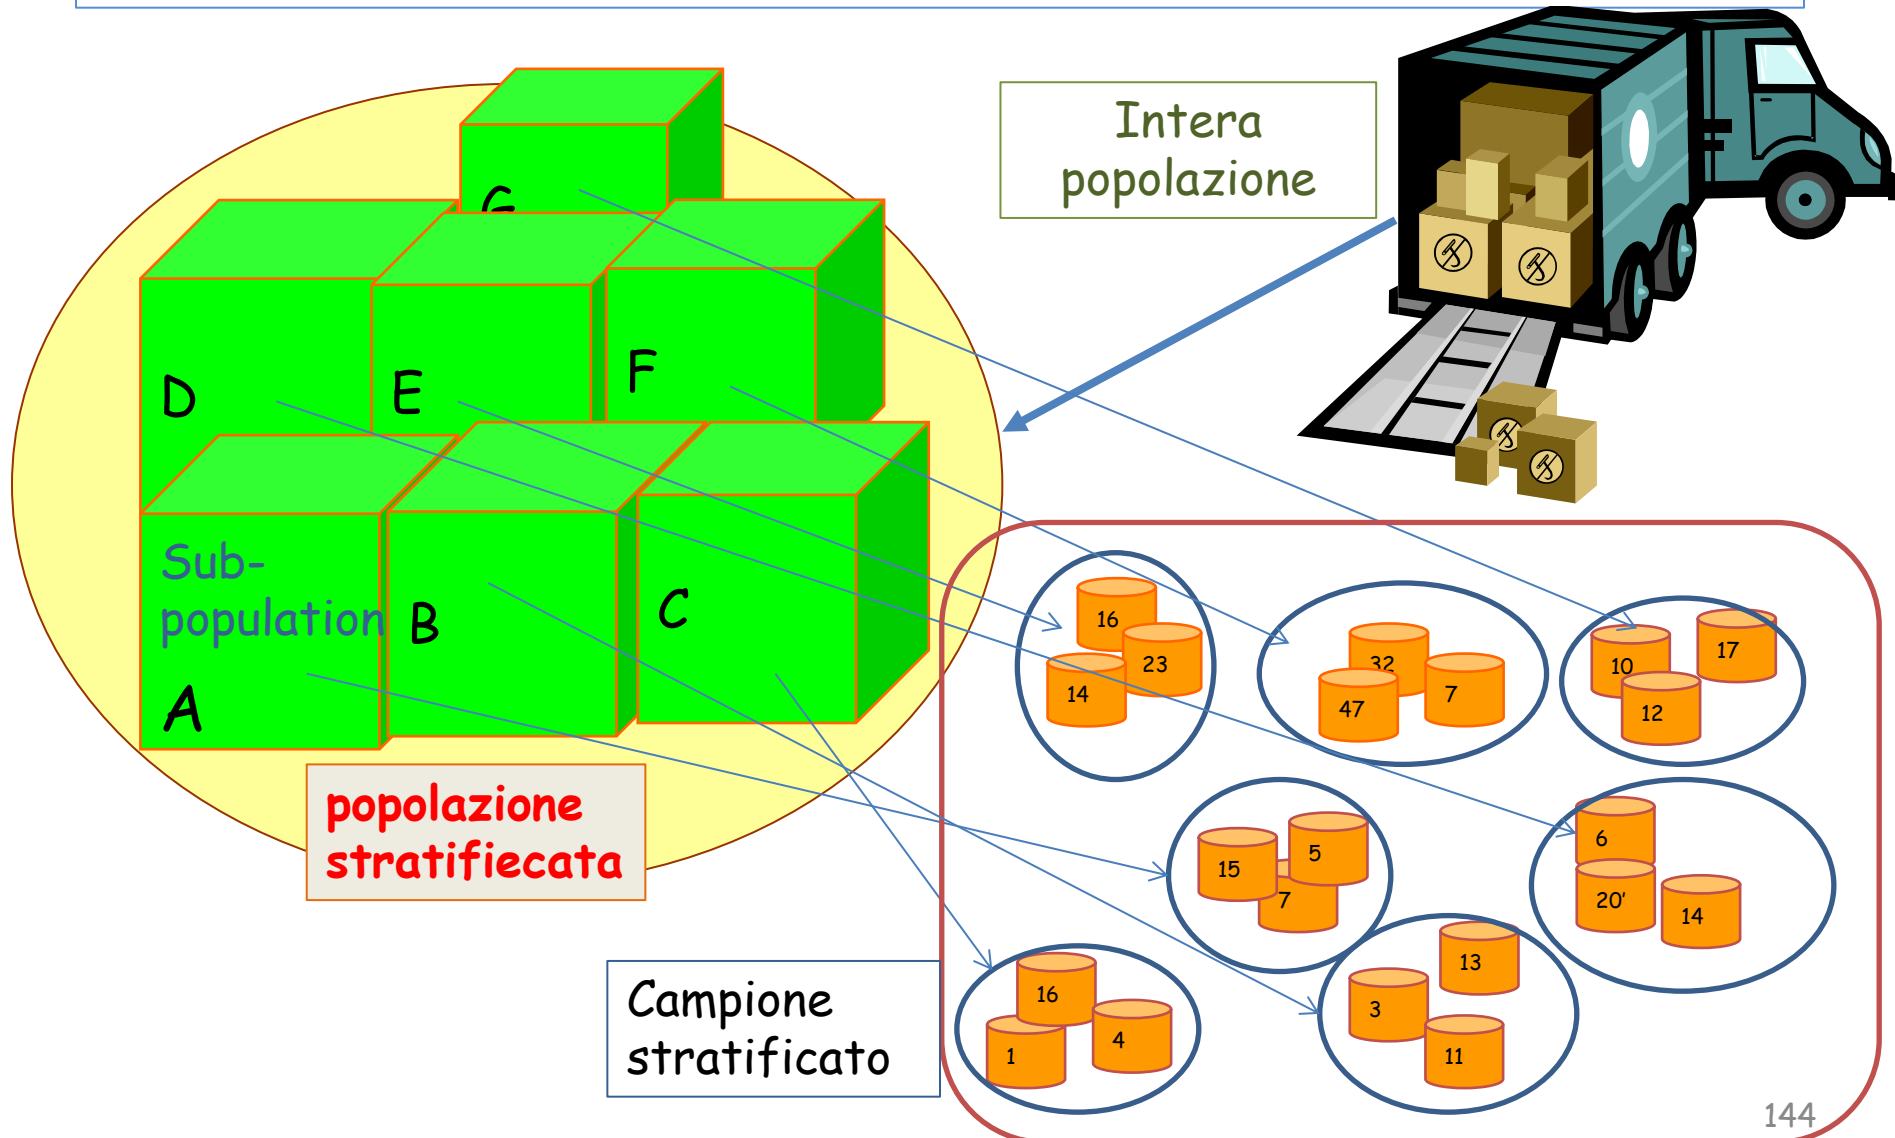 Intera
popolazione
G
D
E
F
Sub-
population
A
B
C
popolazione
stratifiecata
16
23
14
32
47
7
10
17
12
15
5
7
6
20'
14
Campione
stratificato
16
1
4
13
3
11
144